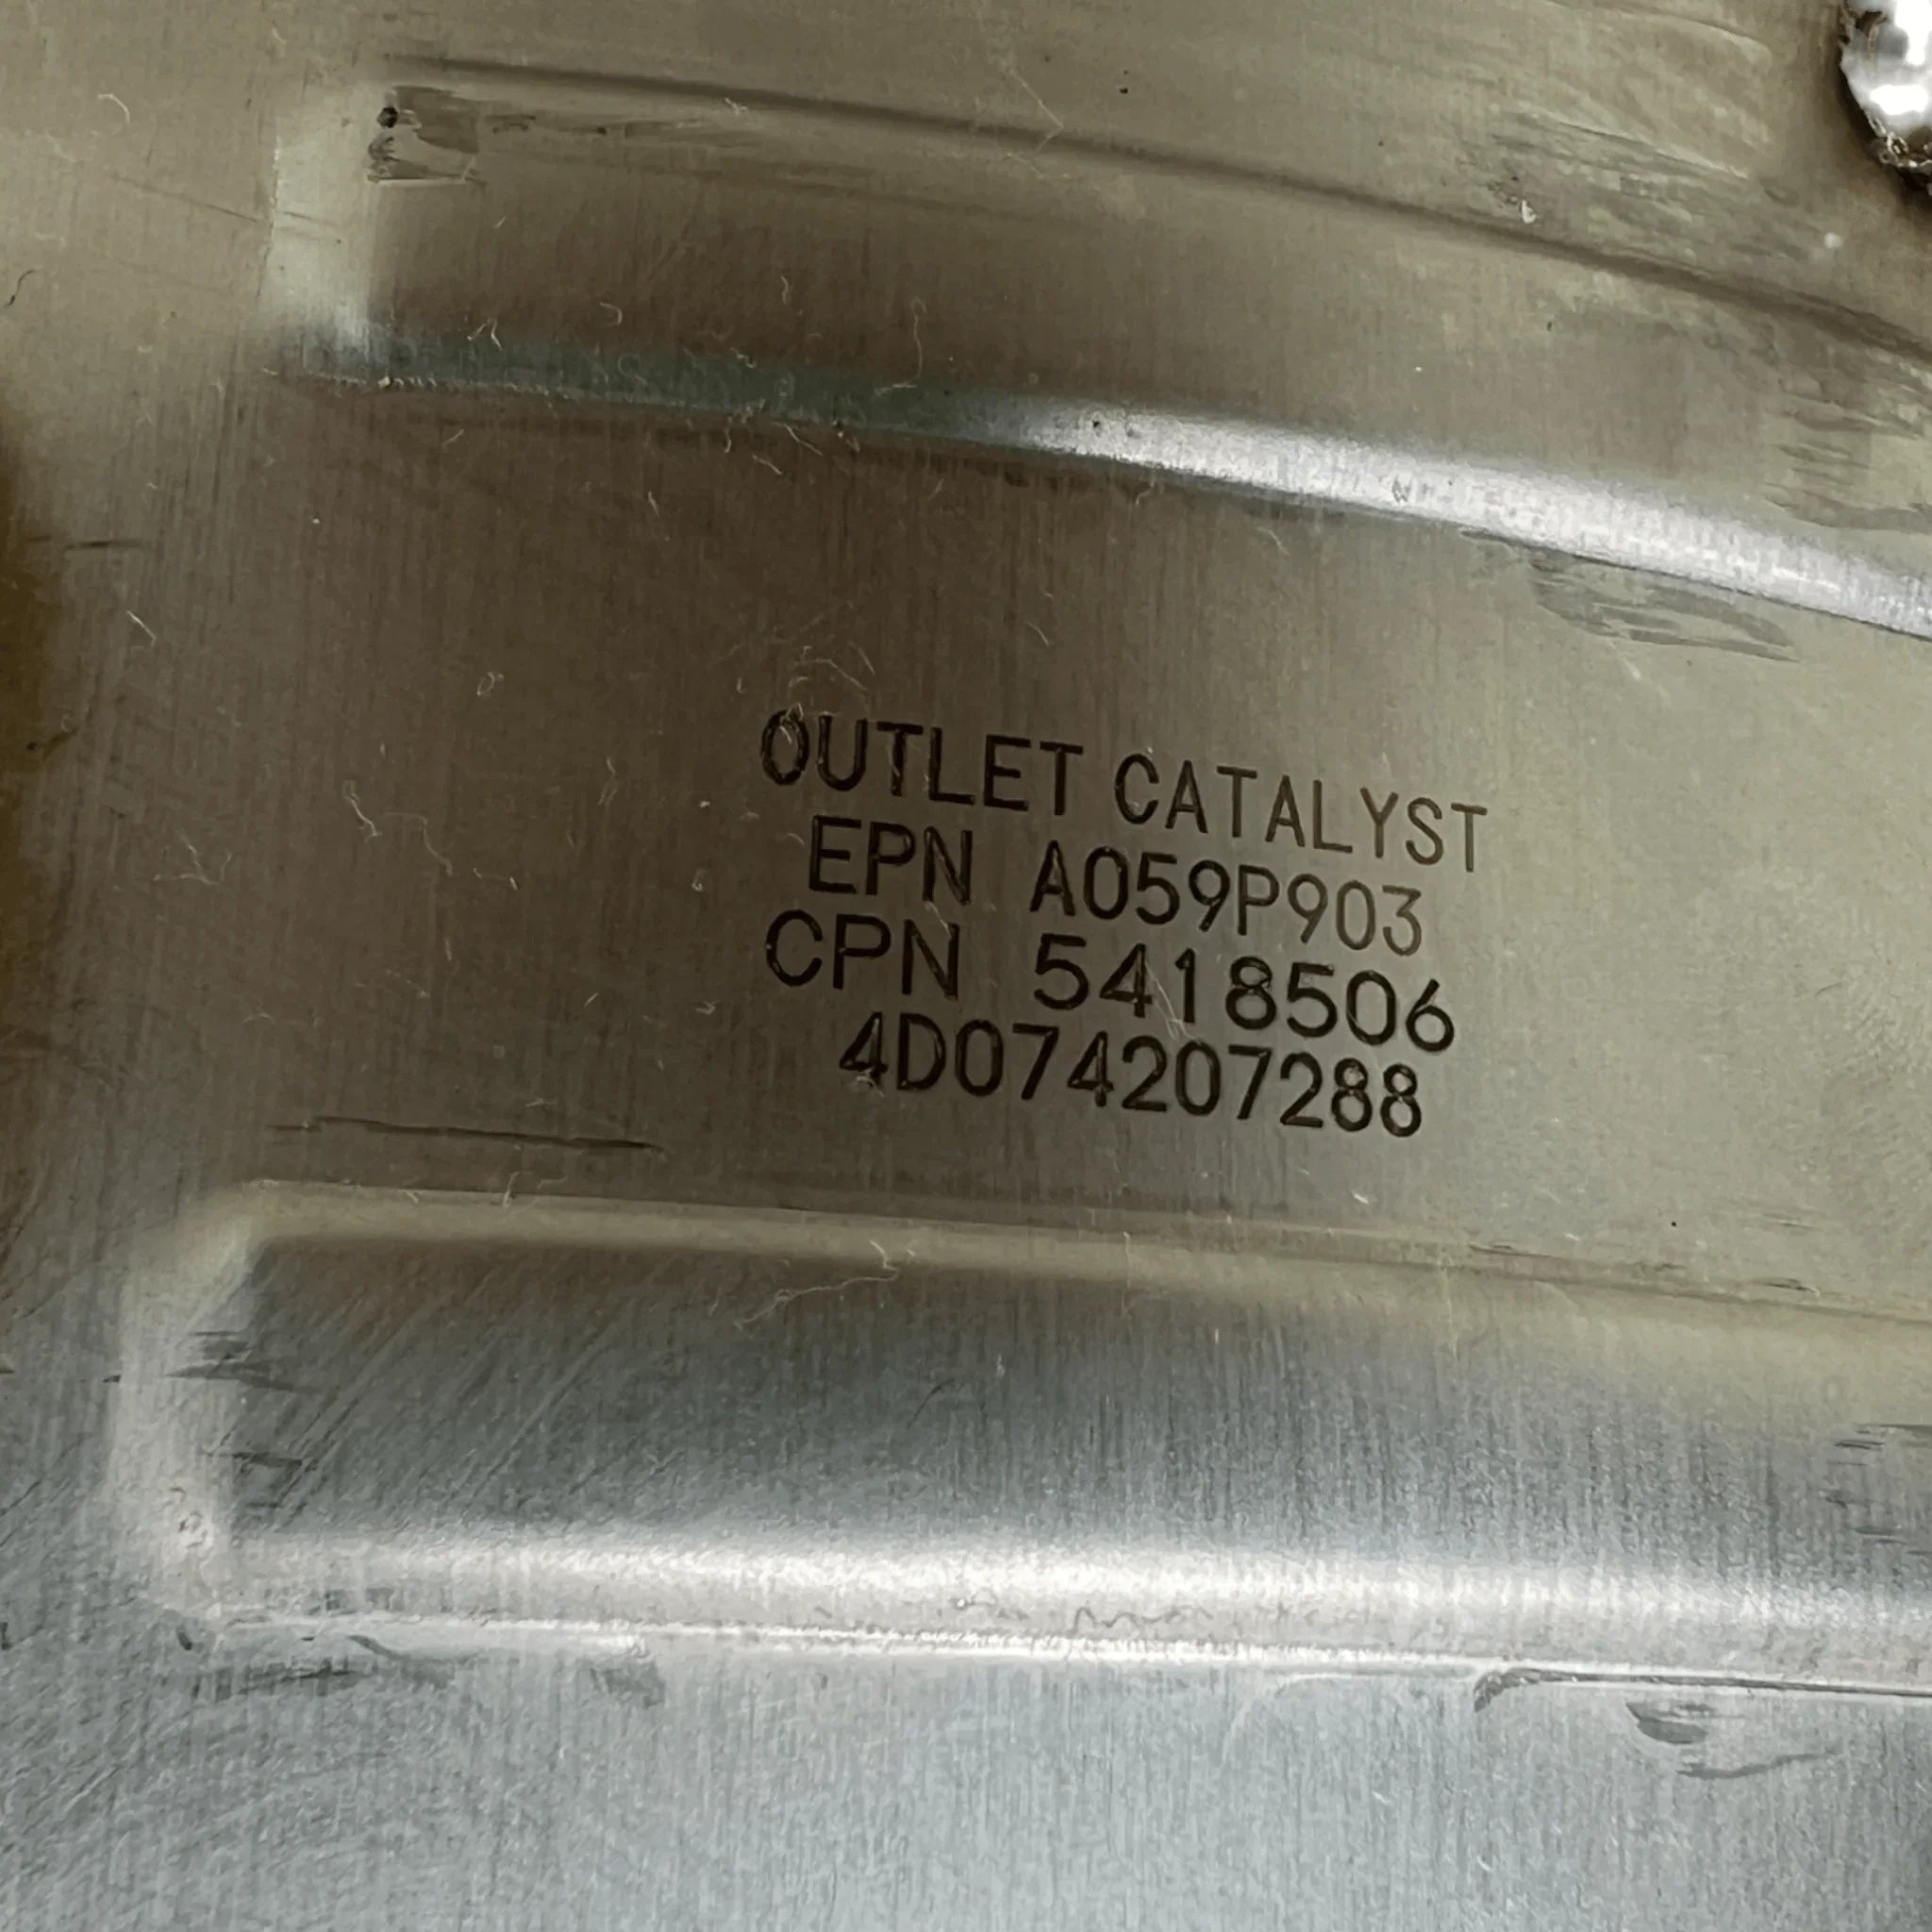 OUTLET CATALYST
EPN A059P903
CPN 5418506
4D074207288